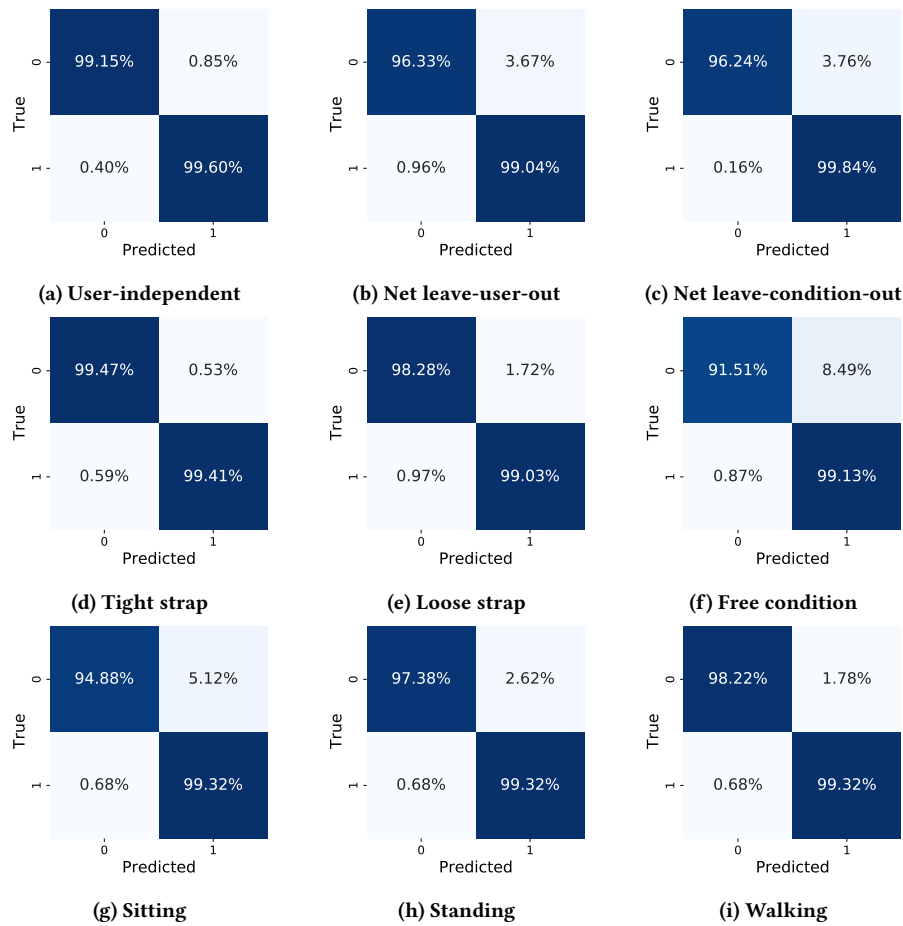 0 99.15% 0.85%
True
1 0.40% 99.60%
0 1
Predicted
(a) User-independent
0 96.33% 3.67%
True
1 0.96% 99.04%
0 1
Predicted
(b) Net leave-user-out
0 96.24% 3.76%
True
1 0.16% 99.84%
0 1
Predicted
(c) Net leave-condition-out
0 99.47% 0.53%
True
1 0.59% 99.41%
0 1
Predicted
(d) Tight strap
0 98.28% 1.72%
True
1 0.97% 99.03%
0 1
Predicted
(e) Loose strap
0 91.51% 8.49%
True
1 0.87% 99.13%
0 1
Predicted
(f) Free condition
0 94.88% 5.12%
True
1 0.68% 99.32%
0 1
Predicted
(g) Sitting
0 97.38% 2.62%
True
1 0.68% 99.32%
0 1
Predicted
(h) Standing
0 98.22% 1.78%
True
1 0.68% 99.32%
0 1
Predicted
(i) Walking